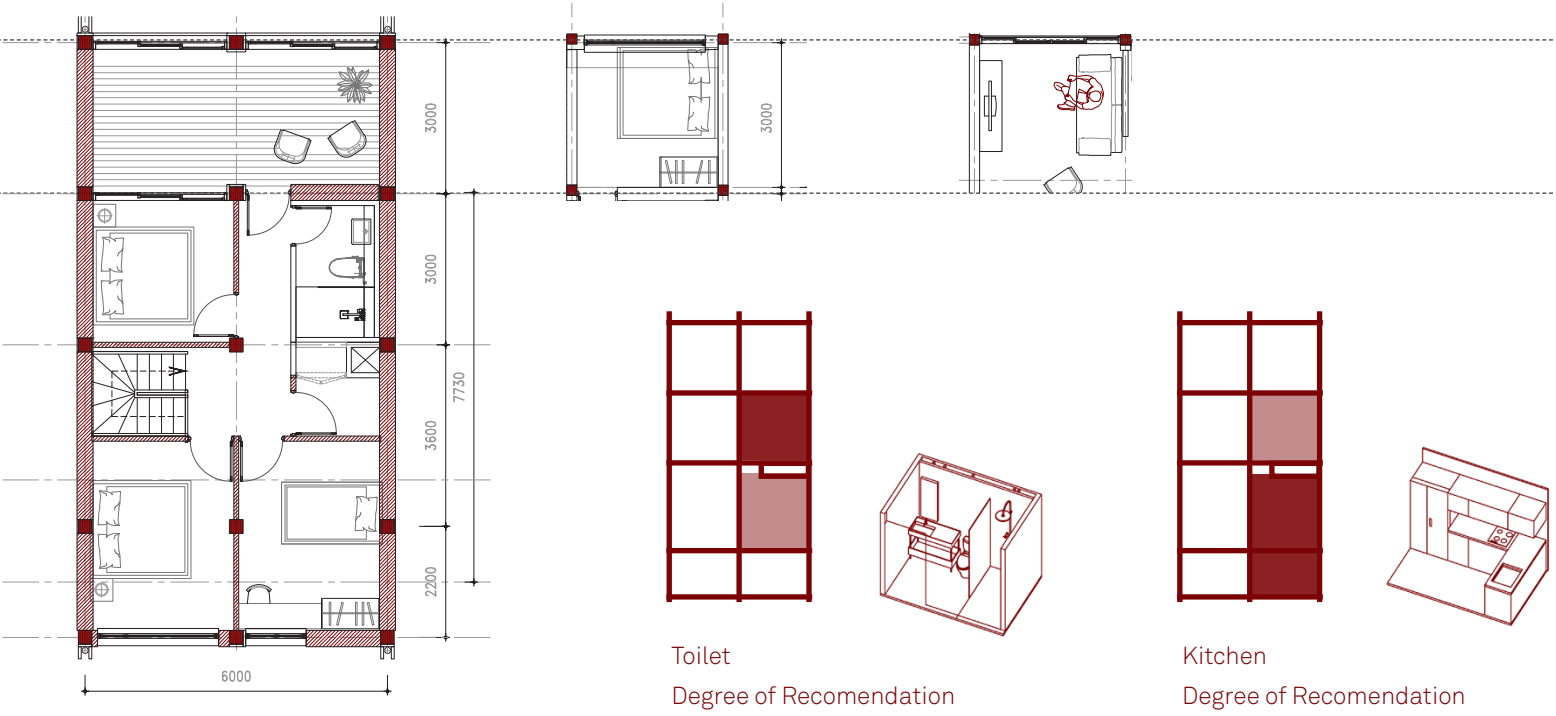 3000
3000
7730
3600
2200
6000
3000
Toilet
Degree of Recomendation
Kitchen
Degree of Recomendation